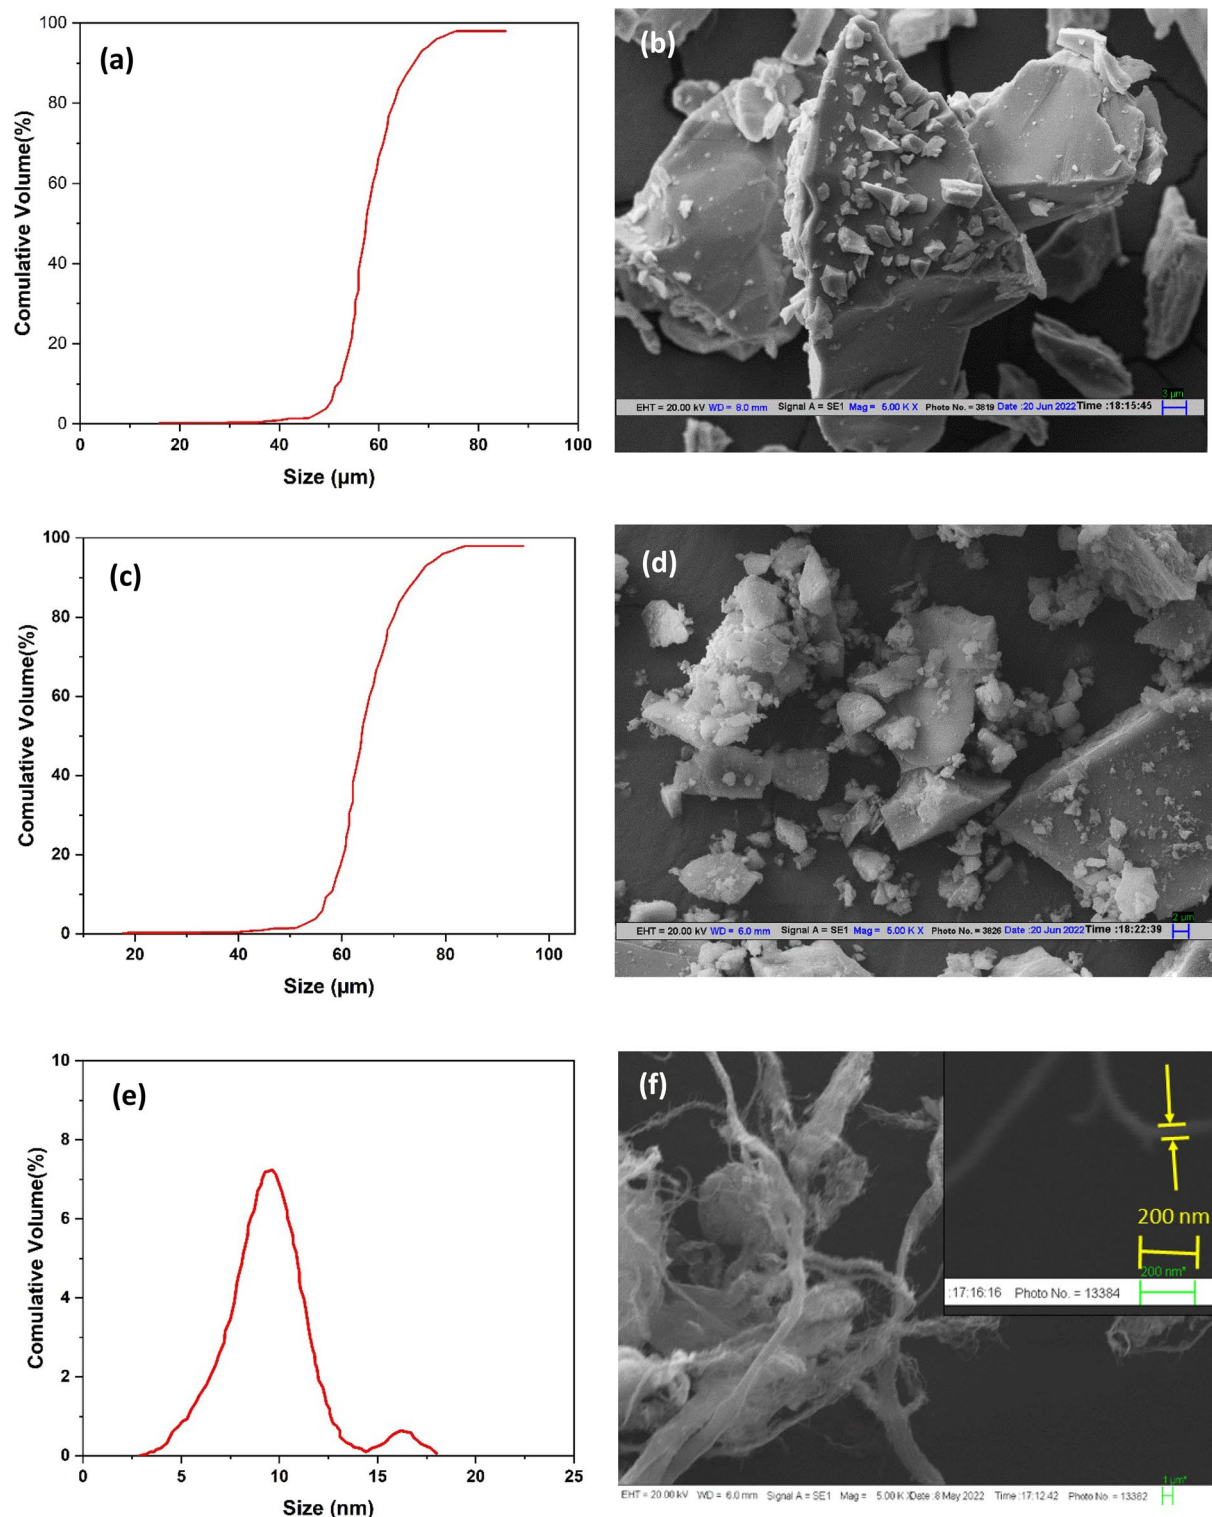 (a)
Comulative Volume(%)
100
80
60
40
20
0
0 20 40 60 80 100
Size (µm)
(b)
EHT = 20.00 kV WD = 8.0 mm Signal A = SE1 Mag = 5.00 K X Photo No. = 3819 Date :20 Jun 2022 Time :18:15:45
3 µm
(c)
Comulative Volume(%)
100
80
60
40
20
0
20 40 60 80 100
Size (µm)
(d)
EHT = 20.00 kV WD = 6.0 mm Signal A = SE1 Mag = 5.00 K X Photo No. = 3826 Date :20 Jun 2022 Time :18:22:39
2 µm
(e)
Comulative Volume(%)
10
8
6
4
2
0
0 5 10 15 20 25
Size (nm)
(f)
200 nm
200 nm*
:17:16:16 Photo No. = 13384
EHT = 20.00 kV WD = 6.0 mm Signal A = SE1 Mag = 5.00 K X Date :8 May 2022 Time :17:12:42 Photo No. = 13382
1 µm*